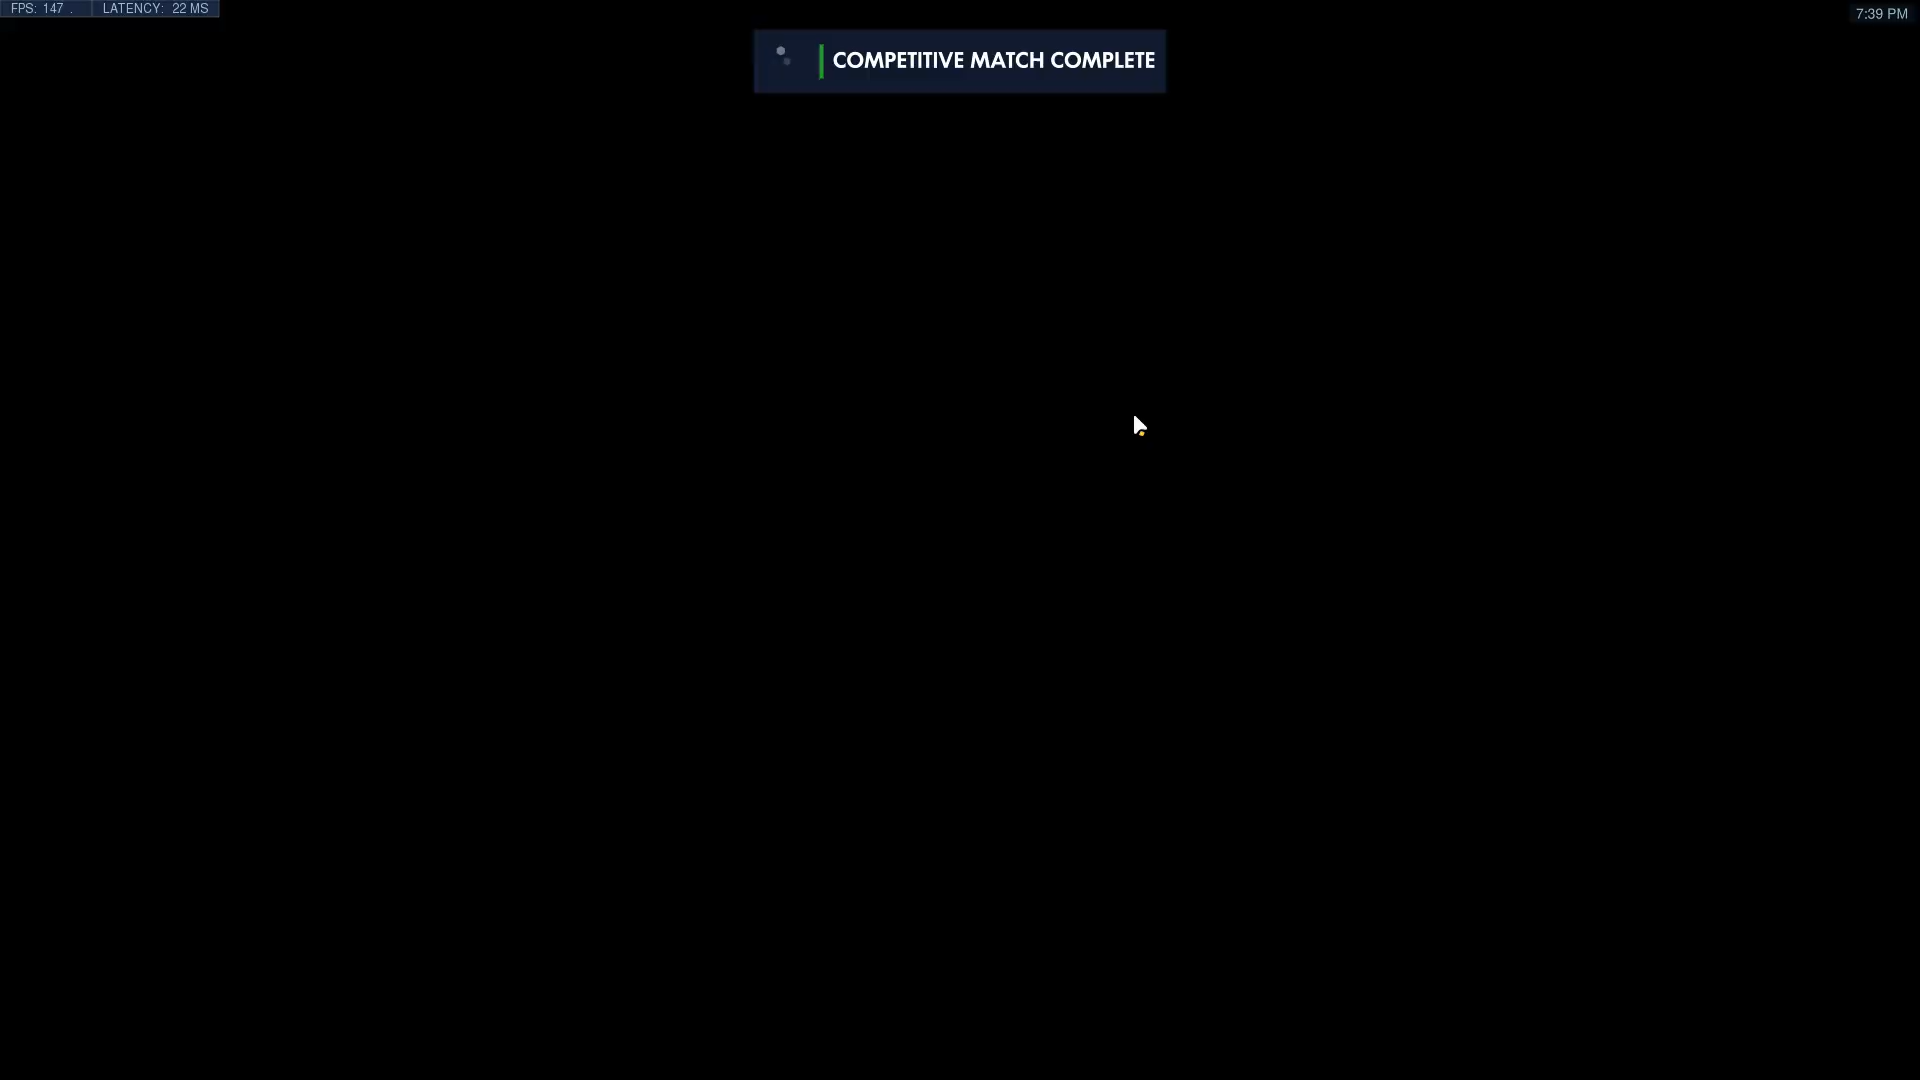 FPS: 147 . LATENCY: 22 MS
7:39 PM
COMPETITIVE MATCH COMPLETE